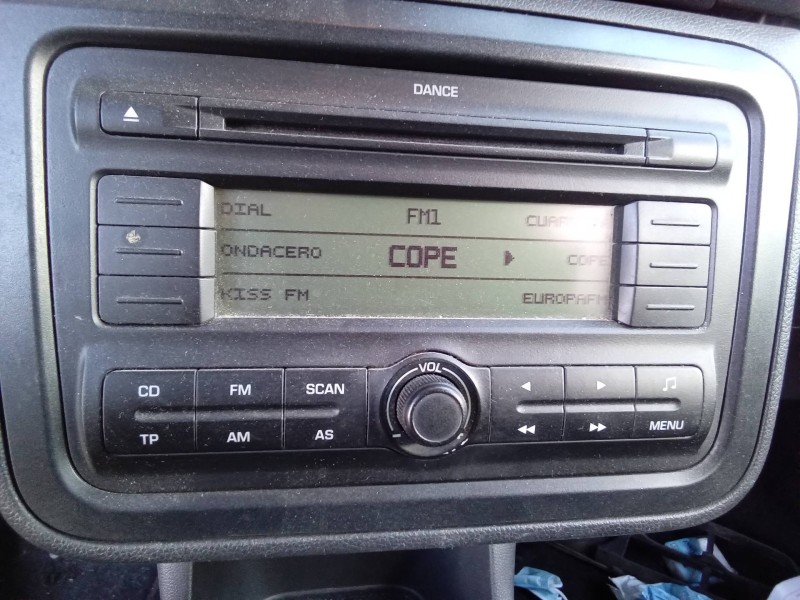 DANCE
DIAL FM1
ONDACERO COPE COPE
KISS FM EUROPAFM
VOL
CD FM SCAN
TP AM AS MENU